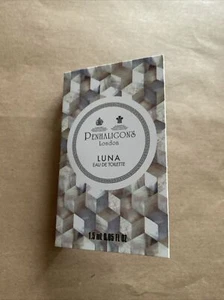 PENHALIGON'S
London
LUNA
EAU DE TOILETTE
1.5 ml 0.05 fl oz